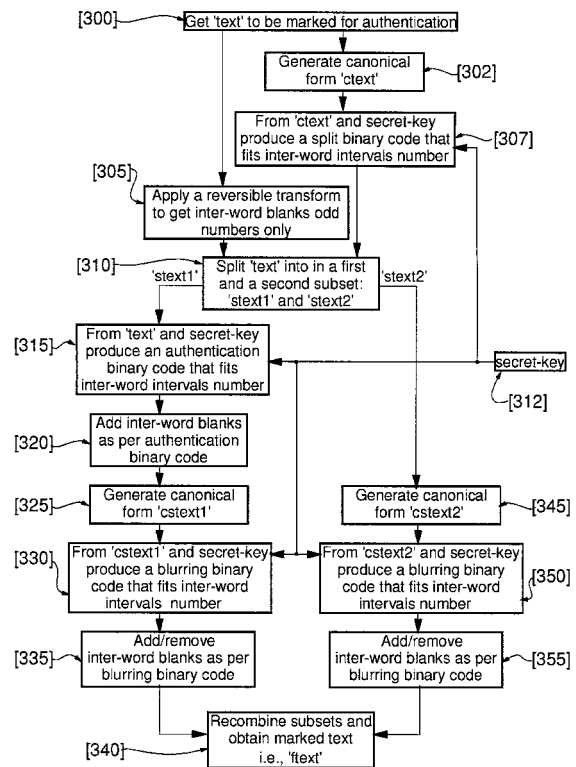 [300]
Get 'text' to be marked for authentication
Generate canonical
form 'ctext'
[302]
From 'ctext' and secret-key
produce a split binary code that
fits inter-word intervals number
[307]
[305]
Apply a reversible transform
to get inter-word blanks odd
numbers only
[310]
'stext1'
Split 'text' into in a first
and a second subset:
'stext1' and 'stext2'
'stext2'
[315]
From 'text' and secret-key
produce an authentication
binary code that fits
inter-word intervals number
secret-key
[312]
[320]
Add inter-word blanks
as per authentication
binary code
[325]
Generate canonical
form 'cstext1'
Generate canonical
form 'cstext2'
[345]
[330]
From 'cstext1' and secret-key
produce a blurring binary
code that fits inter-word
intervals number
From 'cstext2' and secret-key
produce a blurring binary
code that fits inter-word
intervals number
[350]
[335]
Add/remove
inter-word blanks as per
blurring binary code
Add/remove
inter-word blanks as per
blurring binary code
[355]
[340]
Recombine subsets and
obtain marked text
i.e., 'ftext'